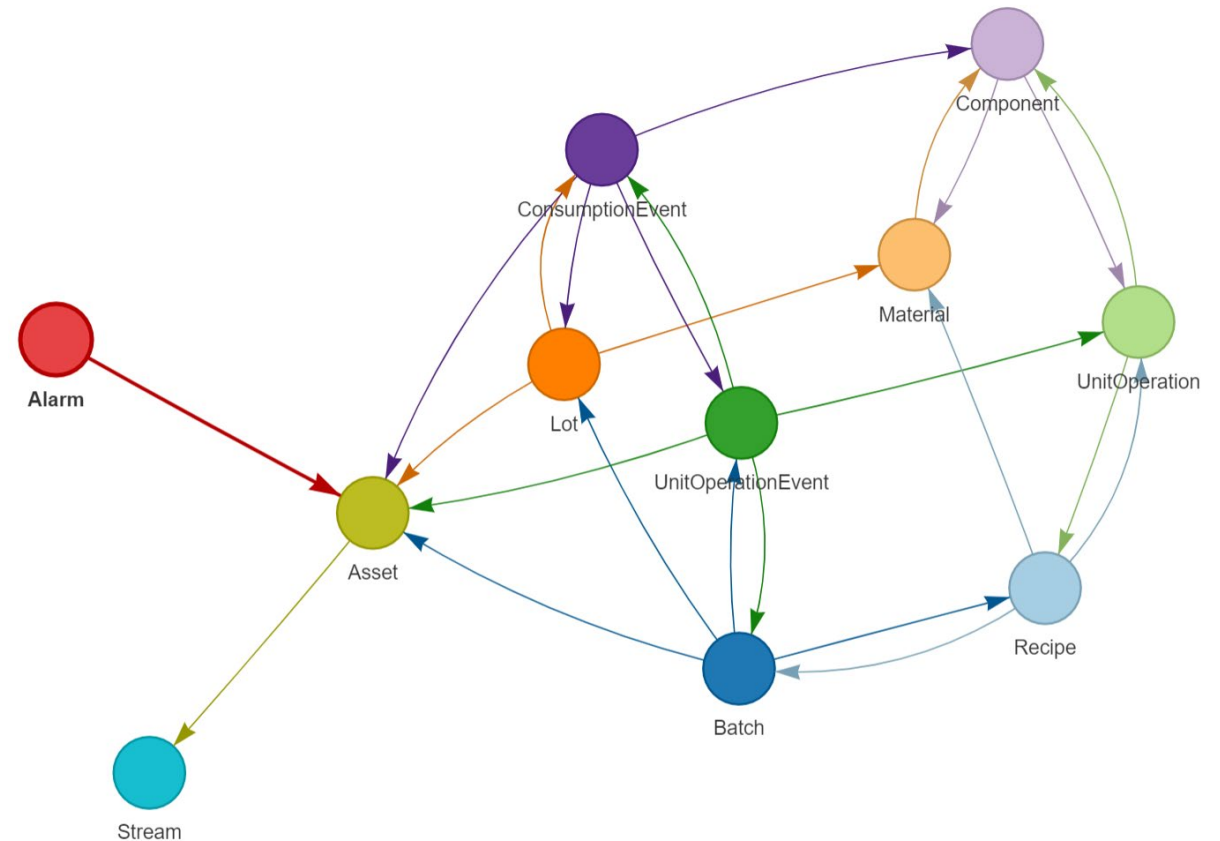 Component
ConsumptionEvent
Material
Alarm
UnitOperation
Lot
UnitOperationEvent
Asset
Recipe
Batch
Stream